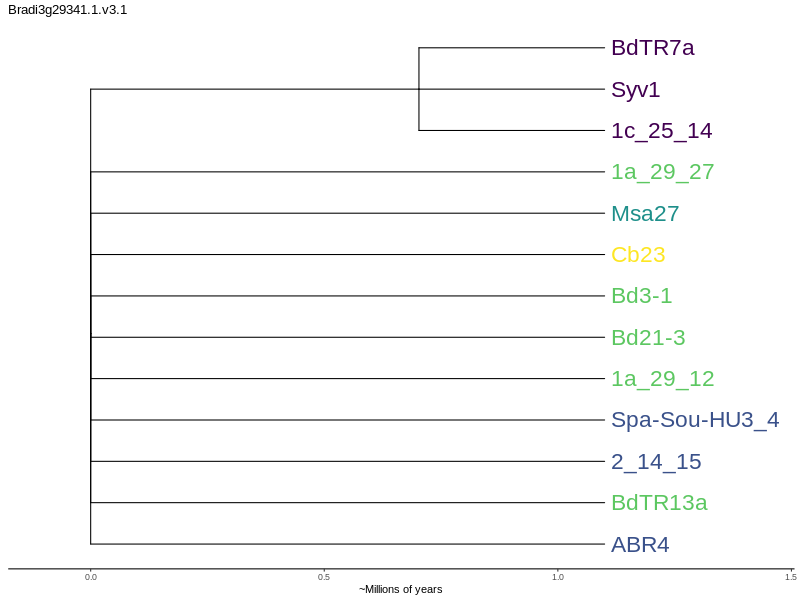 Bradi3g29341.1.v3.1
BdTR7a
Syv1
1c_25_14
1a_29_27
Msa27
Cb23
Bd3-1
Bd21-3
1a_29_12
Spa-Sou-HU3_4
2_14_15
BdTR13a
ABR4
0.0 0.5 1.0 1.5
~Millions of years